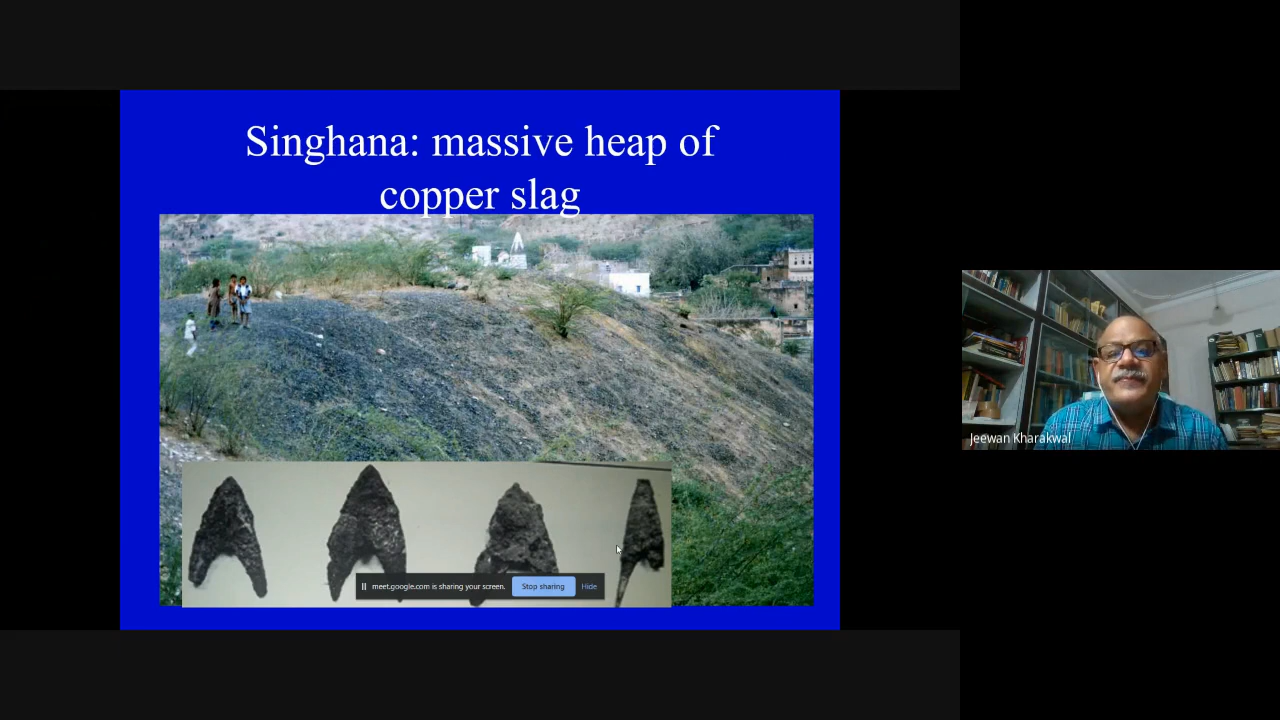 Singhana: massive heap of
copper slag
meet.google.com is sharing your screen.
Stop sharing
Hide
Jeewan Kharakwal